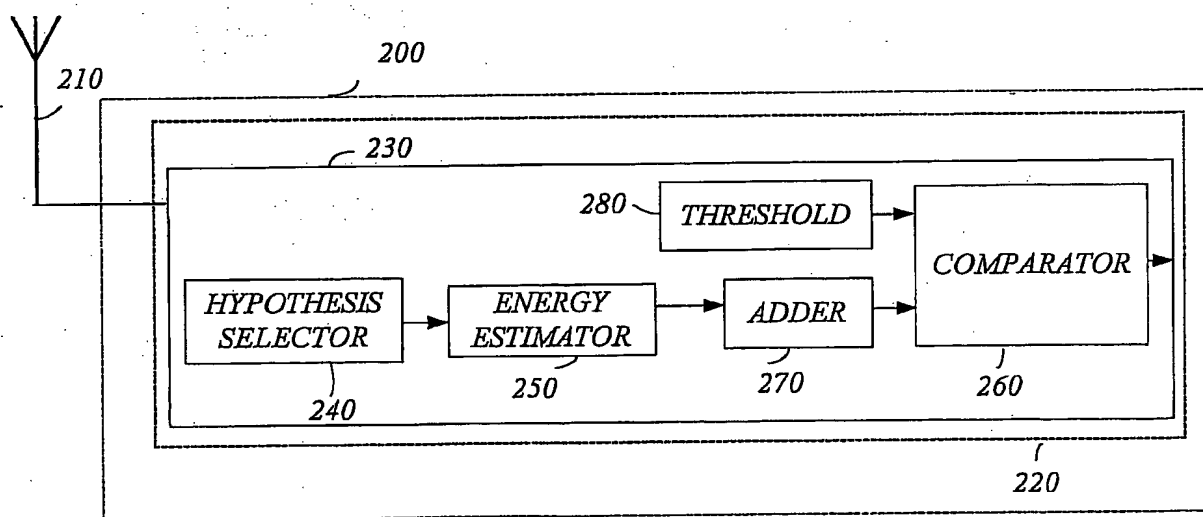 200
210
230
280
THRESHOLD
COMPARATOR
HYPOTHESIS
SELECTOR
ENERGY
ESTIMATOR
ADDER
240
250
270
260
220